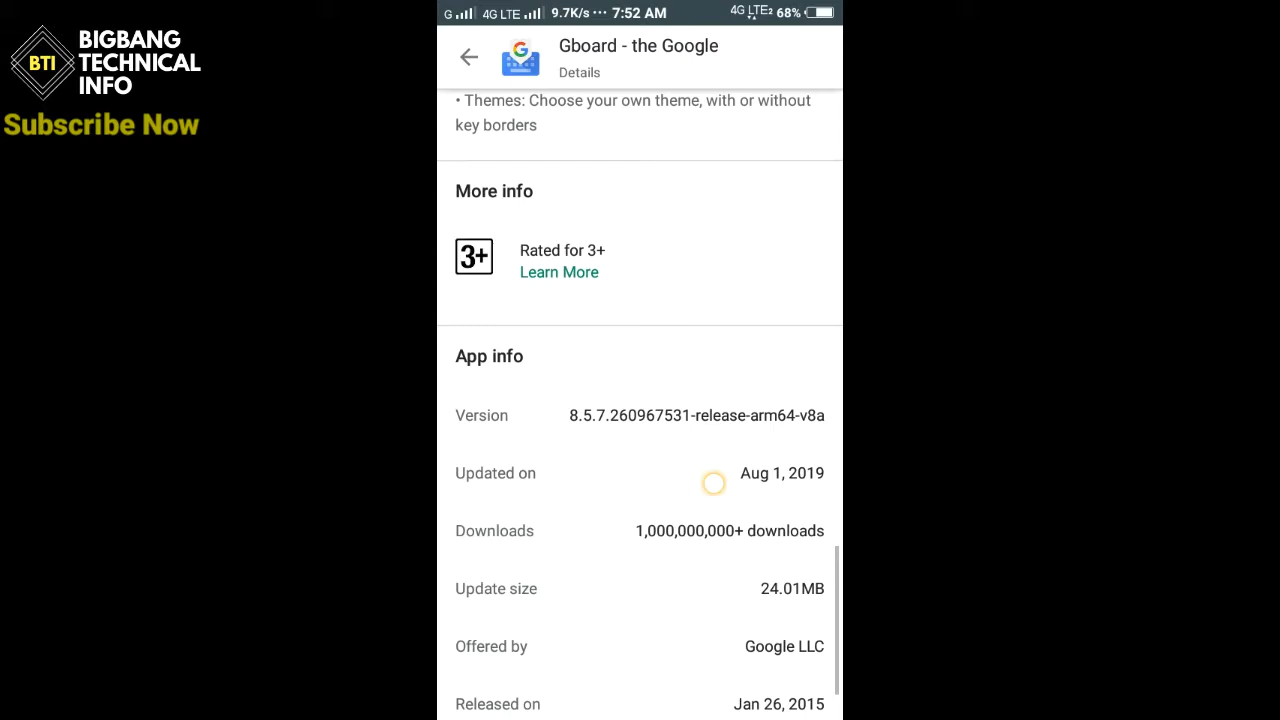 G 4G LTE 9.7K/s ··· 7:52 AM 4G LTE2 68%
BIGBANG
TECHNICAL
INFO
BTI
Subscribe Now
Gboard - the Google
Details
• Themes: Choose your own theme, with or without
key borders
More info
3+
Rated for 3+
Learn More
App info
Version 8.5.7.260967531-release-arm64-v8a
Updated on Aug 1, 2019
Downloads 1,000,000,000+ downloads
Update size 24.01MB
Offered by Google LLC
Released on Jan 26, 2015